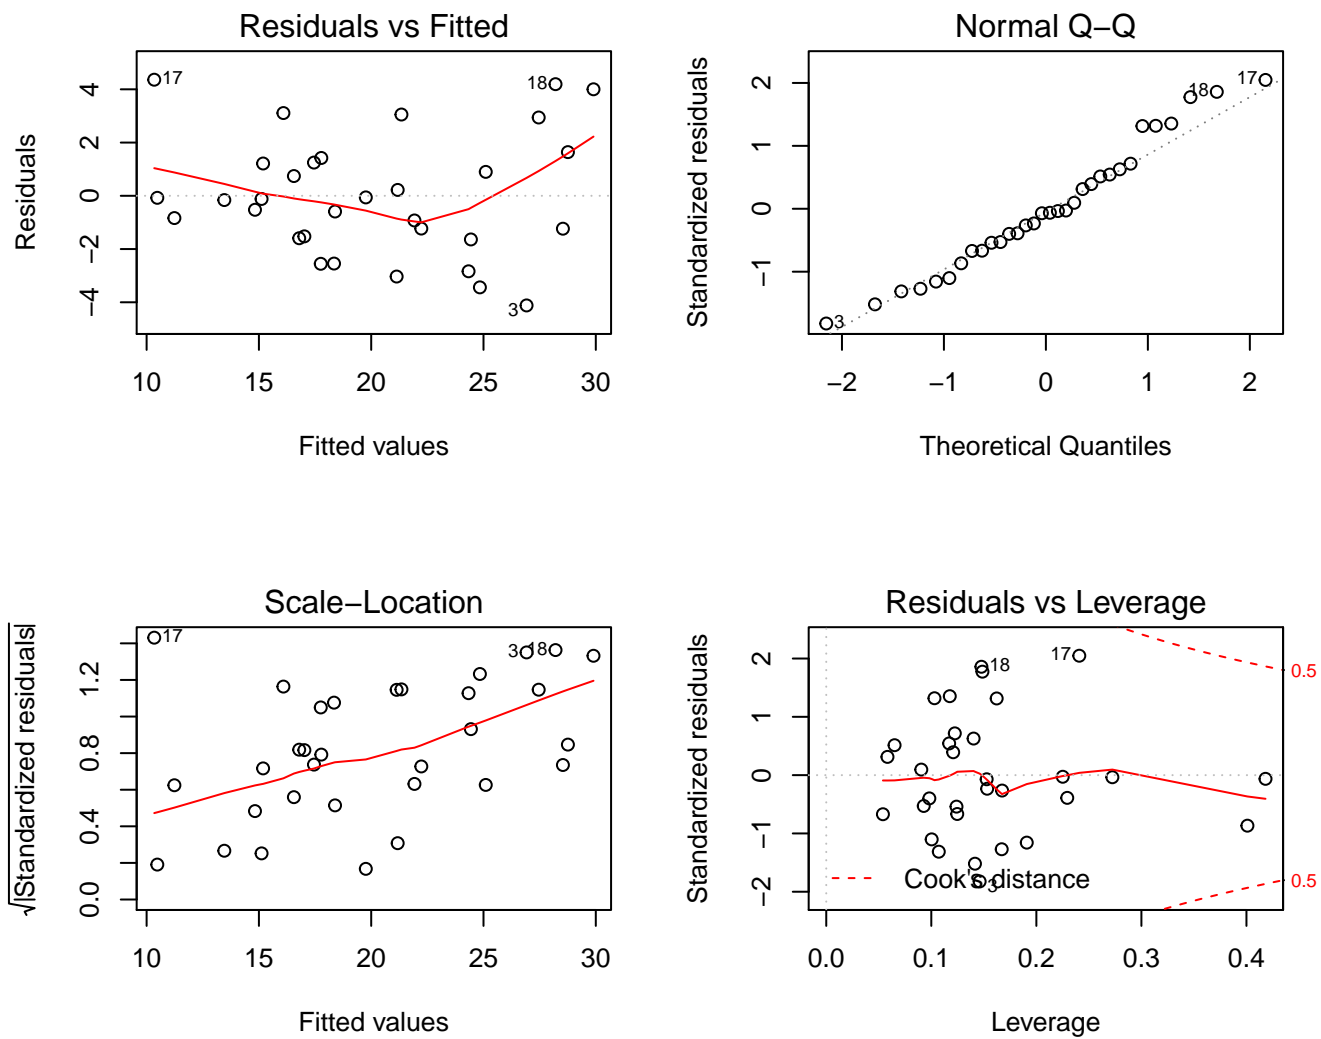 Residuals vs Fitted
Residuals
4
2
0
−2
−4
17
18
3
10 15 20 25 30
Fitted values
Normal Q−Q
Standardized residuals
2
1
0
−1
17
18
3
−2 −1 0 1 2
Theoretical Quantiles
Scale−Location
√|Standardized residuals|
1.2
0.8
0.4
0.0
17
3
18
10 15 20 25 30
Fitted values
Residuals vs Leverage
Standardized residuals
2
1
0
−1
−2
17
18
3
0.5
0.5
Cook's distance
0.0 0.1 0.2 0.3 0.4
Leverage